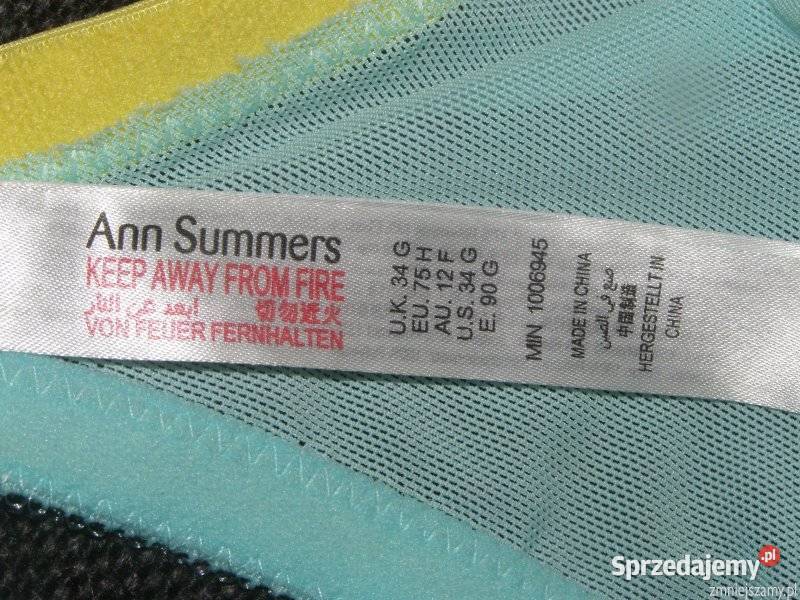 Ann Summers
KEEP AWAY FROM FIRE
ابعد عن النار 切勿近火
VON FEUER FERNHALTEN
U.K. 34 G
EU. 75 H
AU. 12 F
U.S. 34 G
E. 90 G
MIN 1006945
MADE IN CHINA
صنع في الصين
中国制造
HERGESTELLT IN
CHINA
Sprzedajemy.pl
zmniejszamy.pl